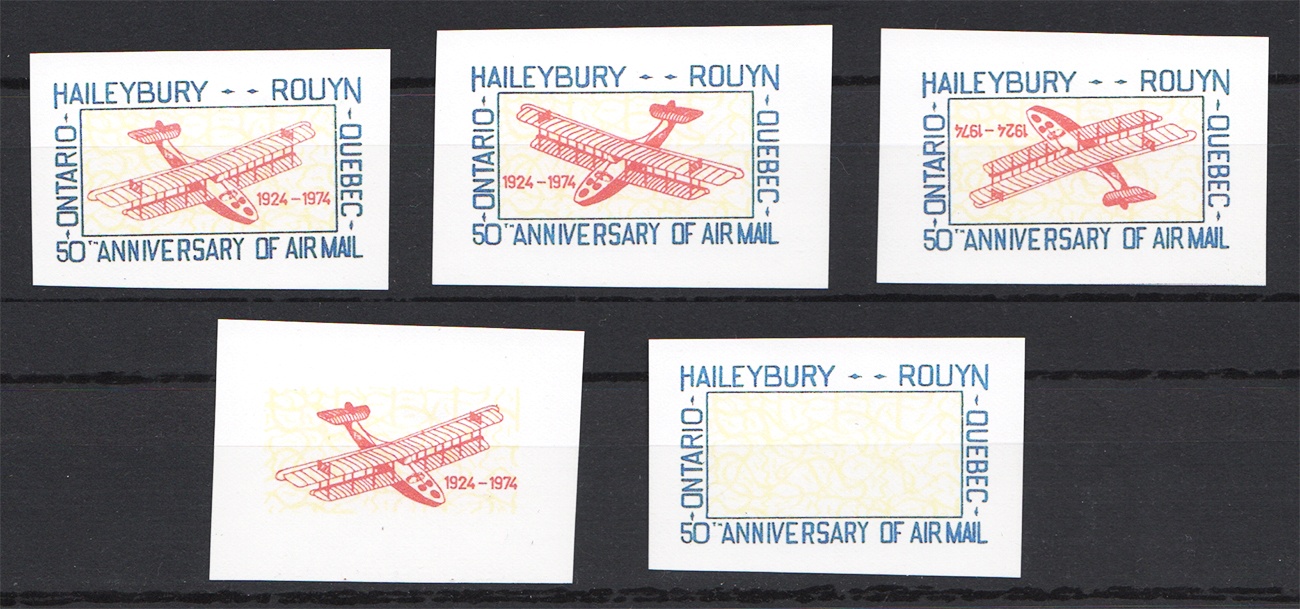 HAILEYBURY - - ROUYN
ONTARIO
QUEBEC
1924-1974
50TH ANNIVERSARY OF AIR MAIL
HAILEYBURY - - ROUYN
ONTARIO
QUEBEC
1924-1974
50TH ANNIVERSARY OF AIR MAIL
HAILEYBURY - - ROUYN
ONTARIO
QUEBEC
1924-1974
50TH ANNIVERSARY OF AIR MAIL
1924-1974
HAILEYBURY - - ROUYN
ONTARIO
QUEBEC
50TH ANNIVERSARY OF AIR MAIL